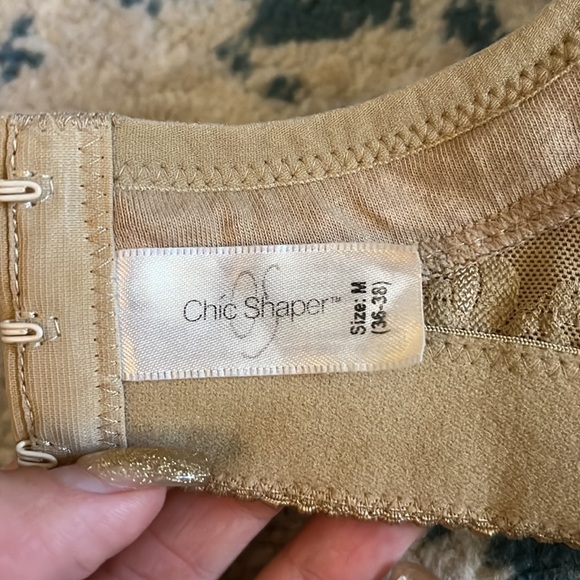 Chic Shaper™
Size: M
(36-38)